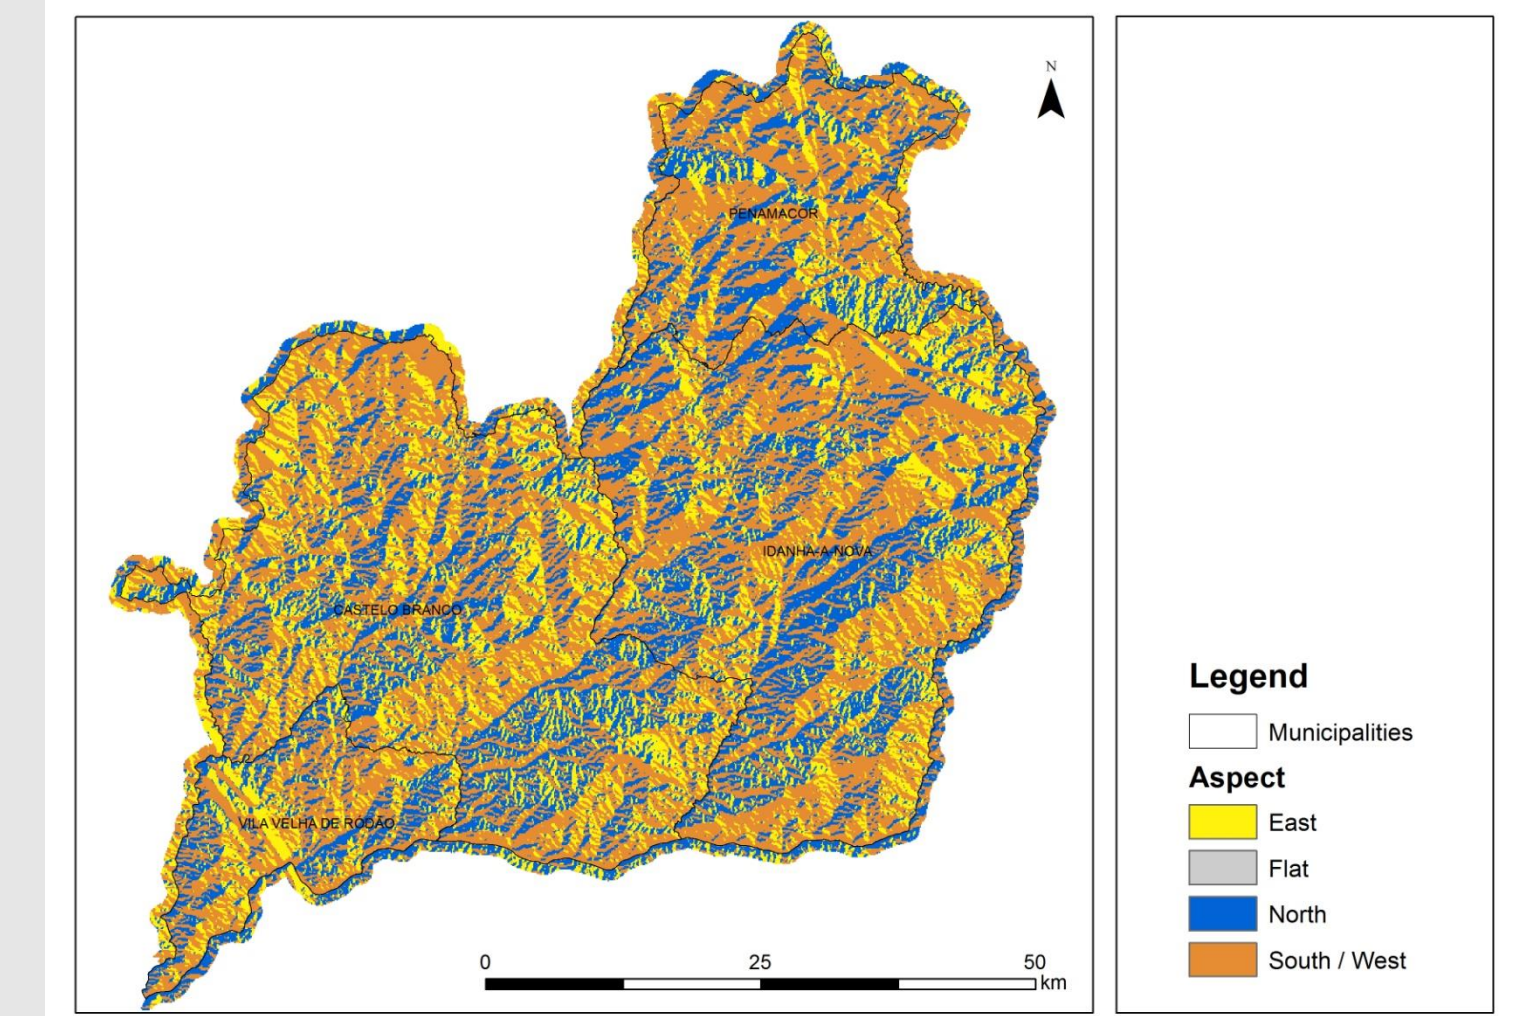 N
PENAMACOR
IDANHA-A-NOVA
CASTELO BRANCO
VILA VELHA DE RODÃO
0 25 50
km
Legend
Municipalities
Aspect
East
Flat
North
South / West